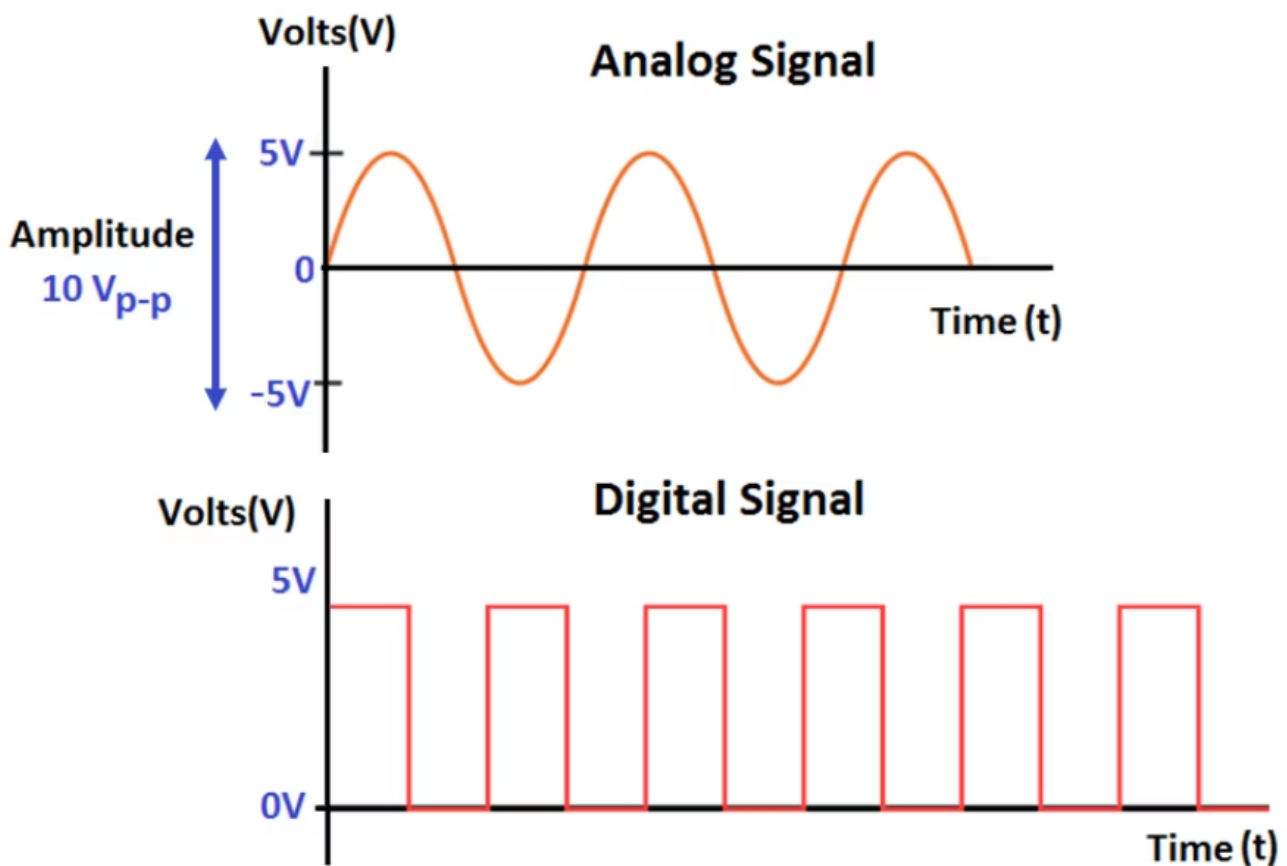 Volts(V)
Analog Signal
5V
Amplitude
10 Vp-p
0
Time (t)
-5V
Digital Signal
Volts(V)
5V
0V
Time (t)